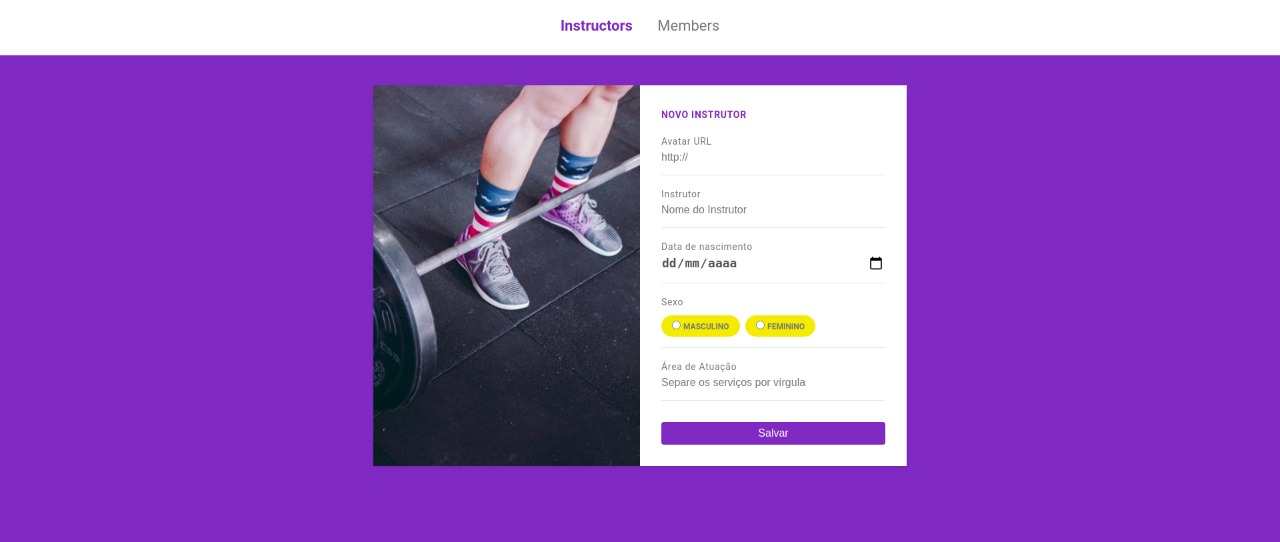 Instructors Members
NOVO INSTRUTOR
Avatar URL
http://
Instrutor
Nome do Instrutor
Data de nascimento
dd/mm/aaaa
Sexo
MASCULINO FEMININO
Área de Atuação
Separe os serviços por vírgula
Salvar